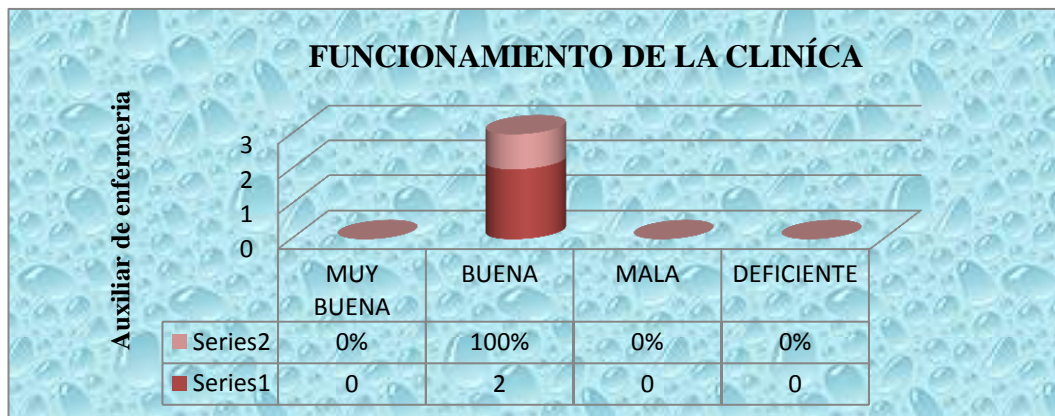 FUNCIONAMIENTO DE LA CLINÍCA
Auxiliar de enfermeria
3
2
1
0
MUY BUENA
BUENA
MALA
DEFICIENTE
Series2 0% 100% 0% 0%
Series1 0 2 0 0